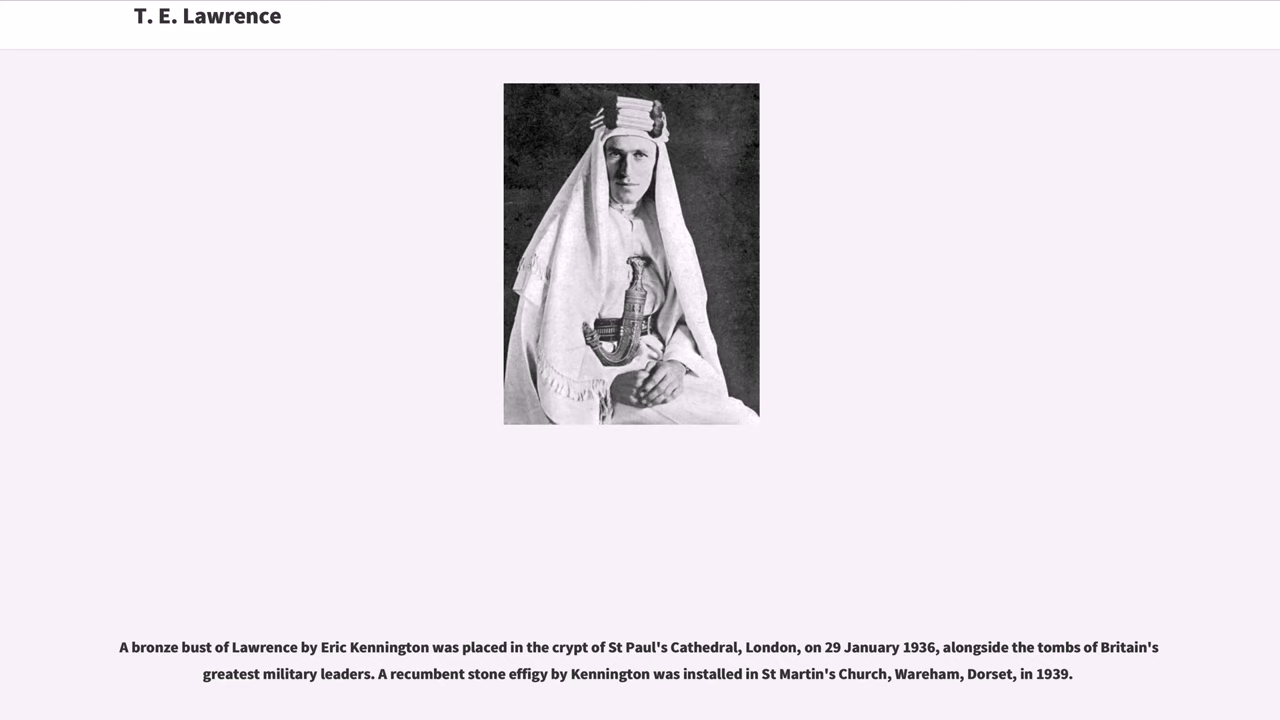 T. E. Lawrence
A bronze bust of Lawrence by Eric Kennington was placed in the crypt of St Paul's Cathedral, London, on 29 January 1936, alongside the tombs of Britain's
greatest military leaders. A recumbent stone effigy by Kennington was installed in St Martin's Church, Wareham, Dorset, in 1939.